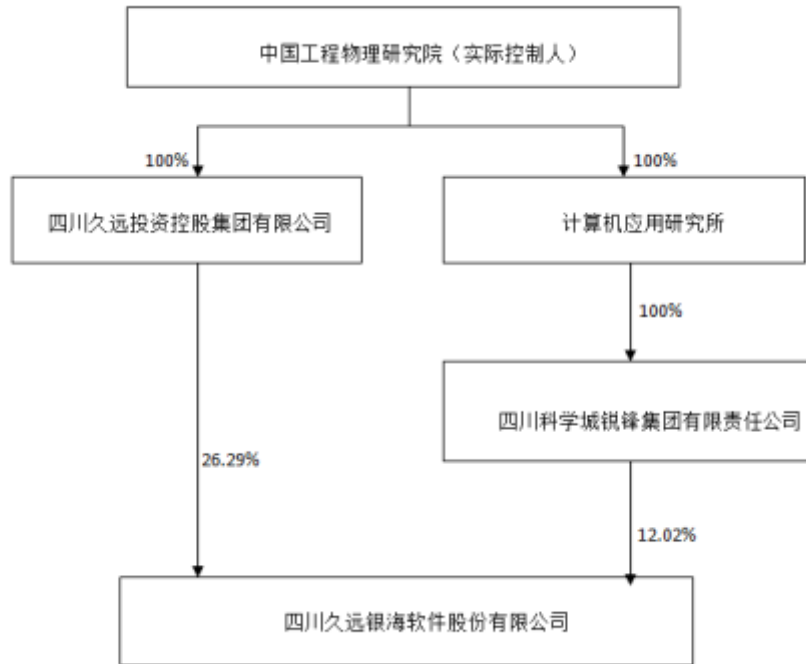 中国工程物理研究院（实际控制人）
100%
100%
四川久远投资控股集团有限公司
计算机应用研究所
100%
四川科学城锐锋集团有限责任公司
26.29%
12.02%
四川久远银海软件股份有限公司